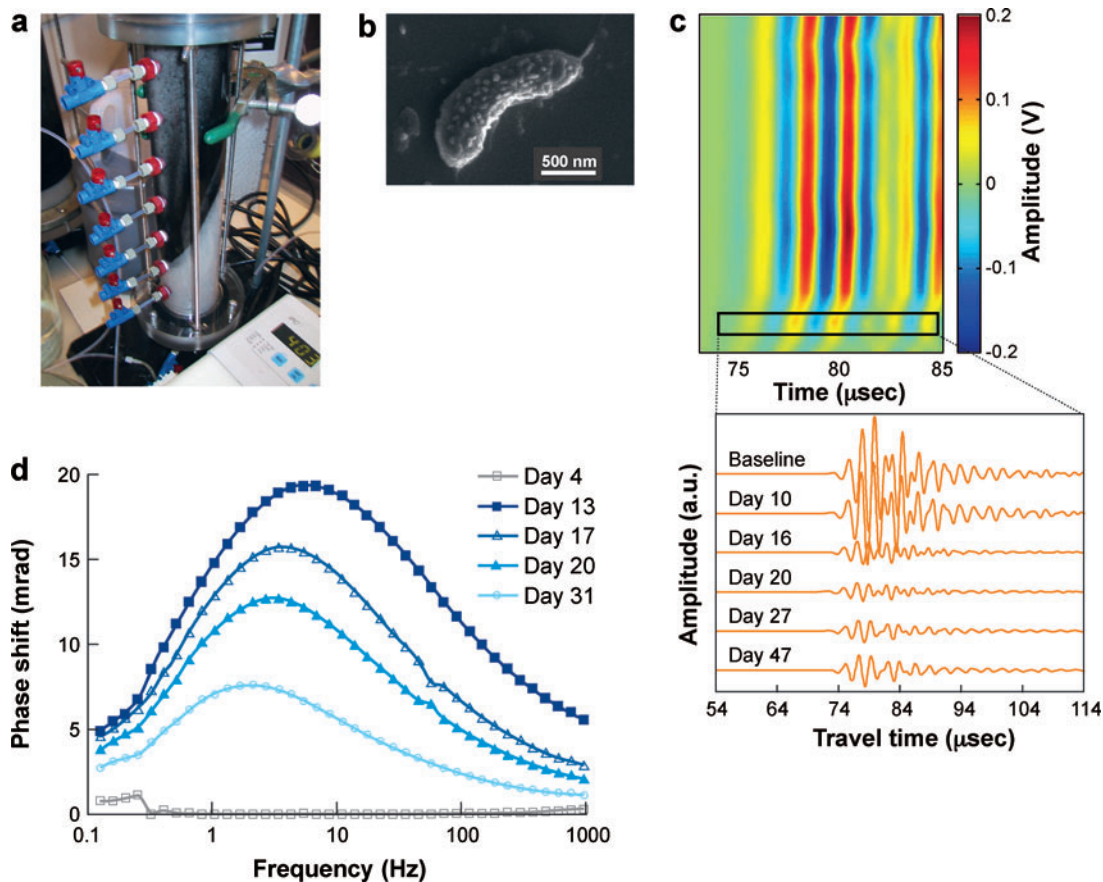 a
403
b
500 nm
c
0.2
0.1
0
-0.1
-0.2
Amplitude (V)
75
80
85
Time (μsec)
Baseline
Day 10
Day 16
Day 20
Day 27
Day 47
Amplitude (a.u.)
54
64
74
84
94
104
114
Travel time (μsec)
d
20
15
10
5
0
Phase shift (mrad)
Day 4
Day 13
Day 17
Day 20
Day 31
0.1
1
10
100
1000
Frequency (Hz)